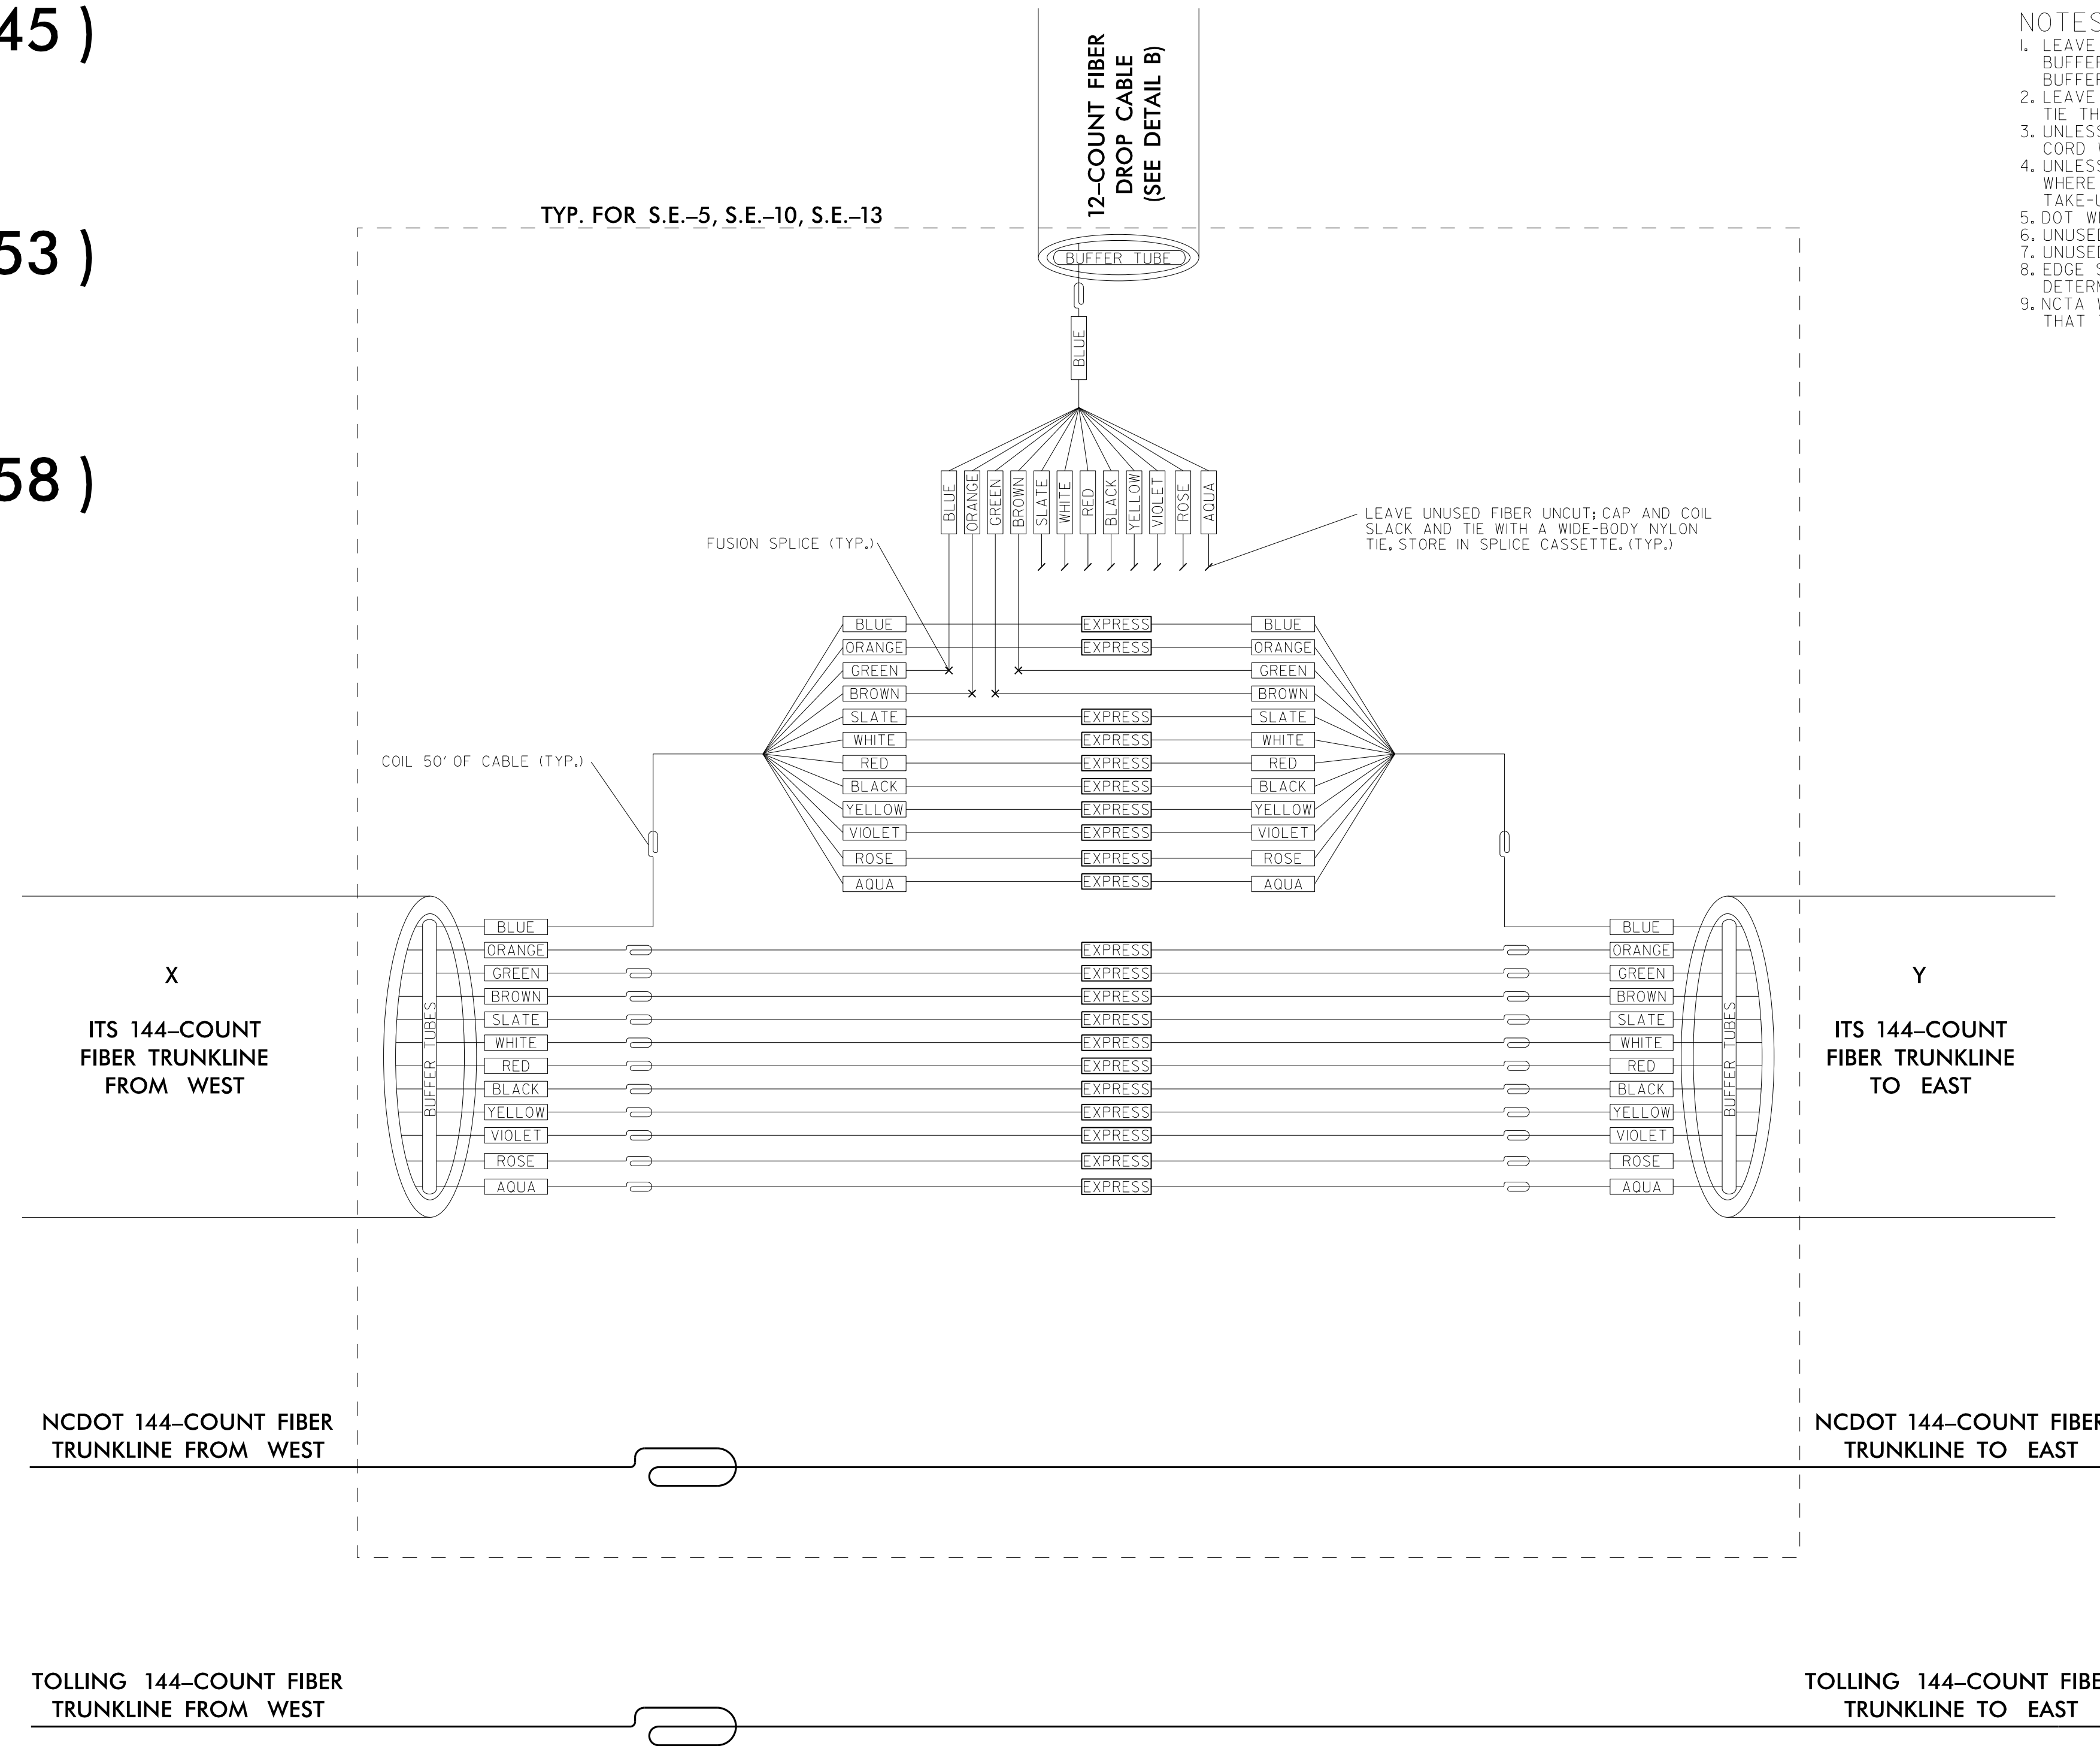 45 )
53 )
58 )
12–COUNT FIBER
DROP CABLE
(SEE DETAIL B)
NOTES
1. LEAVE
BUFFER
BUFFER
2. LEAVE
TIE TH
3. UNLESS
CORD W
4. UNLESS
WHERE
TAKE-U
5. DOT W
6. UNUSED
7. UNUSED
8. EDGE S
DETERM
9. NCTA W
THAT
TYP. FOR S.E.–5, S.E.–10, S.E.–13
BUFFER TUBE
BLUE
BLUE
ORANGE
GREEN
BROWN
SLATE
WHITE
RED
BLACK
YELLOW
VIOLET
ROSE
AQUA
LEAVE UNUSED FIBER UNCUT; CAP AND COIL
SLACK AND TIE WITH A WIDE-BODY NYLON
TIE, STORE IN SPLICE CASSETTE. (TYP.)
FUSION SPLICE (TYP.)
BLUE EXPRESS BLUE
ORANGE EXPRESS ORANGE
GREEN GREEN
BROWN BROWN
SLATE EXPRESS SLATE
WHITE EXPRESS WHITE
RED EXPRESS RED
BLACK EXPRESS BLACK
YELLOW EXPRESS YELLOW
VIOLET EXPRESS VIOLET
ROSE EXPRESS ROSE
AQUA EXPRESS AQUA
COIL 50' OF CABLE (TYP.)
X
ITS 144–COUNT
FIBER TRUNKLINE
FROM WEST
BUFFER TUBES
BLUE BLUE
ORANGE EXPRESS ORANGE
GREEN EXPRESS GREEN
BROWN EXPRESS BROWN
SLATE EXPRESS SLATE
WHITE EXPRESS WHITE
RED EXPRESS RED
BLACK EXPRESS BLACK
YELLOW EXPRESS YELLOW
VIOLET EXPRESS VIOLET
ROSE EXPRESS ROSE
AQUA EXPRESS AQUA
BUFFER TUBES
Y
ITS 144–COUNT
FIBER TRUNKLINE
TO EAST
NCDOT 144–COUNT FIBER
TRUNKLINE FROM WEST
NCDOT 144–COUNT FIBER
TRUNKLINE TO EAST
TOLLING 144–COUNT FIBER
TRUNKLINE FROM WEST
TOLLING 144–COUNT FIBE
TRUNKLINE TO EAST